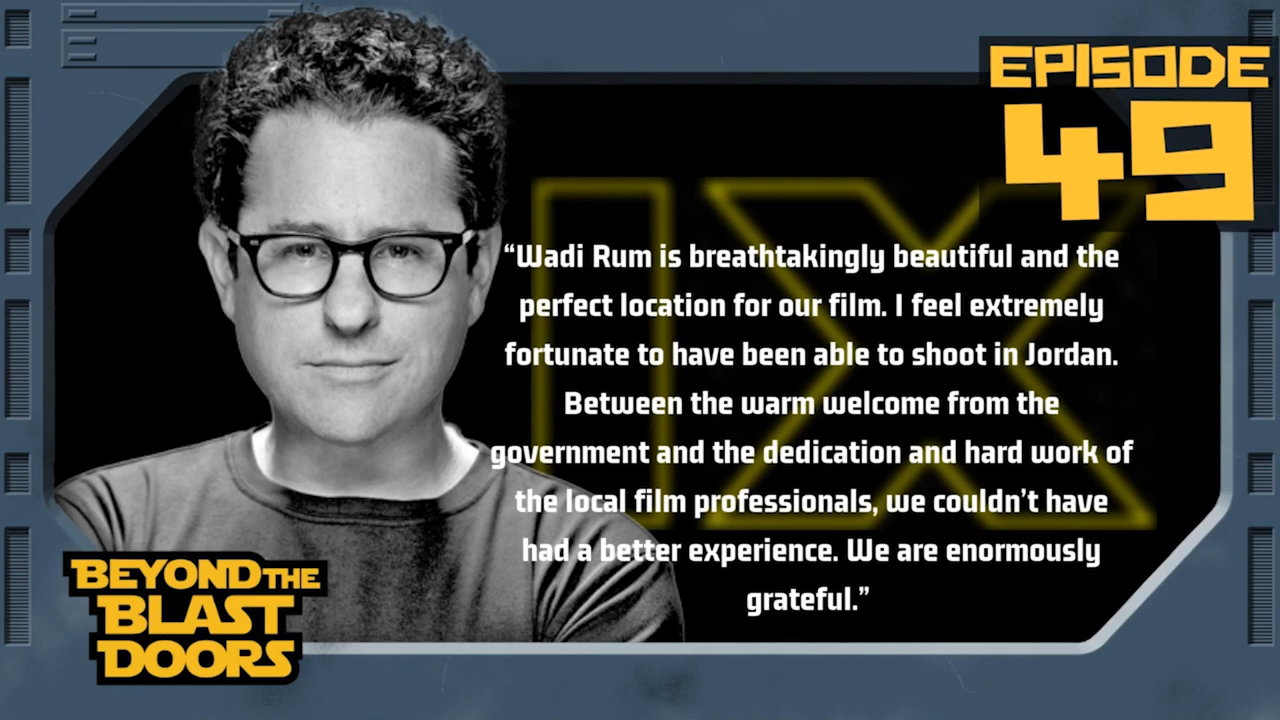 EPISODE
49
IX
“Wadi Rum is breathtakingly beautiful and the
perfect location for our film. I feel extremely
fortunate to have been able to shoot in Jordan.
Between the warm welcome from the
government and the dedication and hard work of
the local film professionals, we couldn’t have
had a better experience. We are enormously
grateful.”
BEYOND THE
BLAST
DOORS